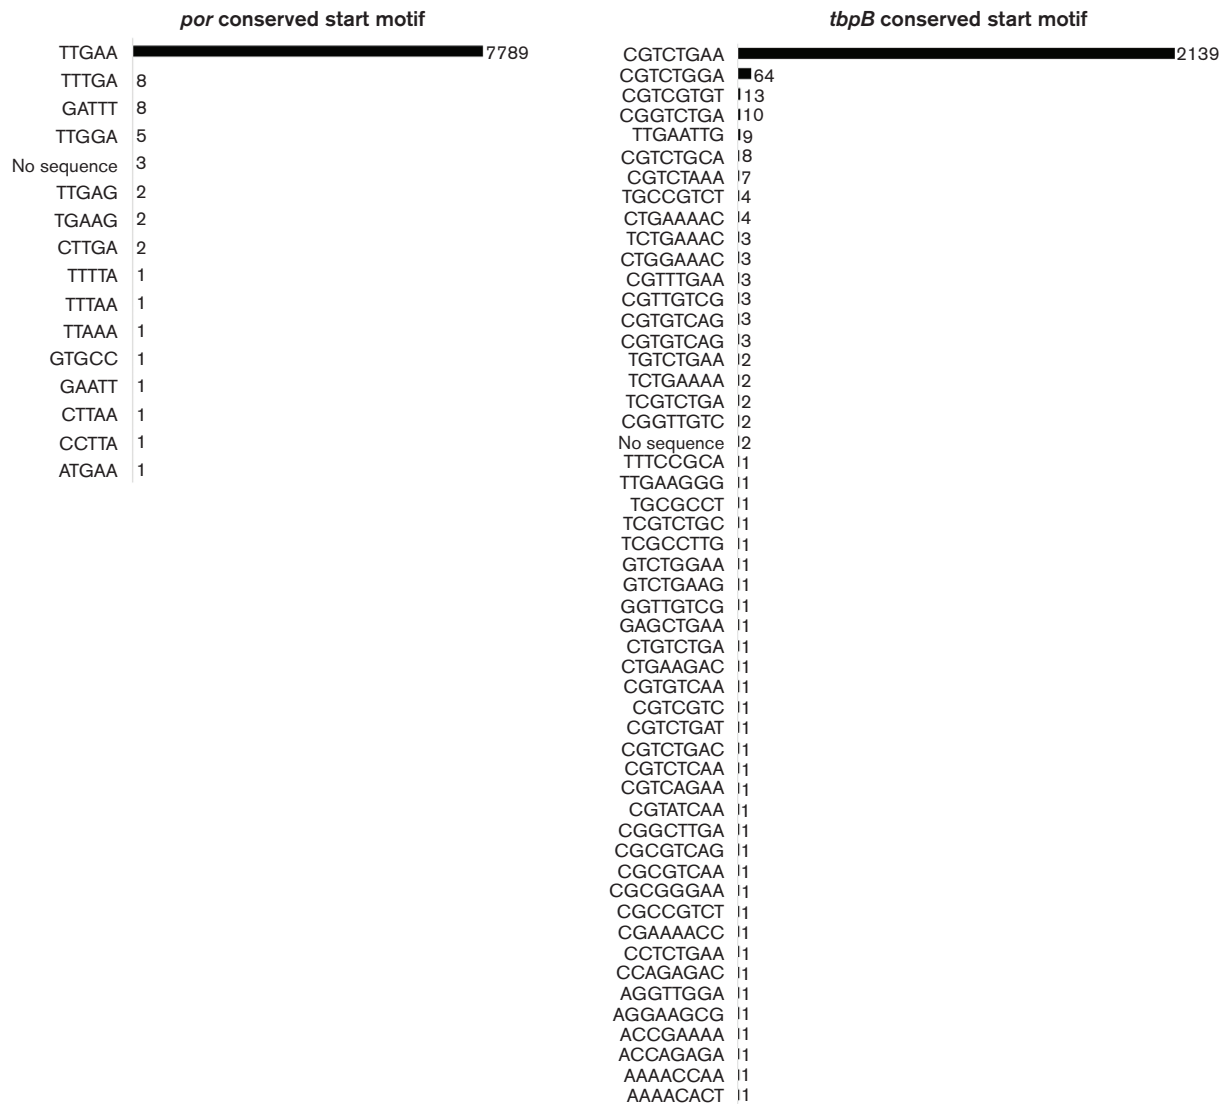 por conserved start motif
TTGAA 7789
TTTGA 8
GATTT 8
TTGGA 5
No sequence 3
TTGAG 2
TGAAG 2
CTTGA 2
TTTTA 1
TTTAA 1
TTAAA 1
GTGCC 1
GAATT 1
CTTAA 1
CCTTA 1
ATGAA 1
tbpB conserved start motif
CGTCTGAA 2139
CGTCTGGA 64
CGTCGTGT 13
CGGTCTGA 10
TTGAATTG 9
CGTCTGCA 8
CGTCTAAA 7
TGCCGTCT 4
CTGAAAAC 4
TCTGAAAC 3
CTGGAAAC 3
CGTTTGAA 3
CGTTGTCG 3
CGTGTCAG 3
CGTGTCAG 3
TGTCTGAA 2
TCTGAAAA 2
TCGTCTGA 2
CGGTTGTC 2
No sequence 2
TTTCCGCA 1
TTGAAGGG 1
TGCGCCT 1
TCGTCTGC 1
TCGCCTTG 1
GTCTGGAA 1
GTCTGAAG 1
GGTTGTCG 1
GAGCTGAA 1
CTGTCTGA 1
CTGAAGAC 1
CGTGTCAA 1
CGTCGTC 1
CGTCTGAT 1
CGTCTGAC 1
CGTCTCAA 1
CGTCAGAA 1
CGTATCAA 1
CGGCTTGA 1
CGCGTCAG 1
CGCGTCAA 1
CGCGGGAA 1
CGCCGTCT 1
CGAAAACC 1
CCTCTGAA 1
CCAGAGAC 1
AGGTTGGA 1
AGGAAGCG 1
ACCGAAAA 1
ACCAGAGA 1
AAAACCAA 1
AAAACACT 1